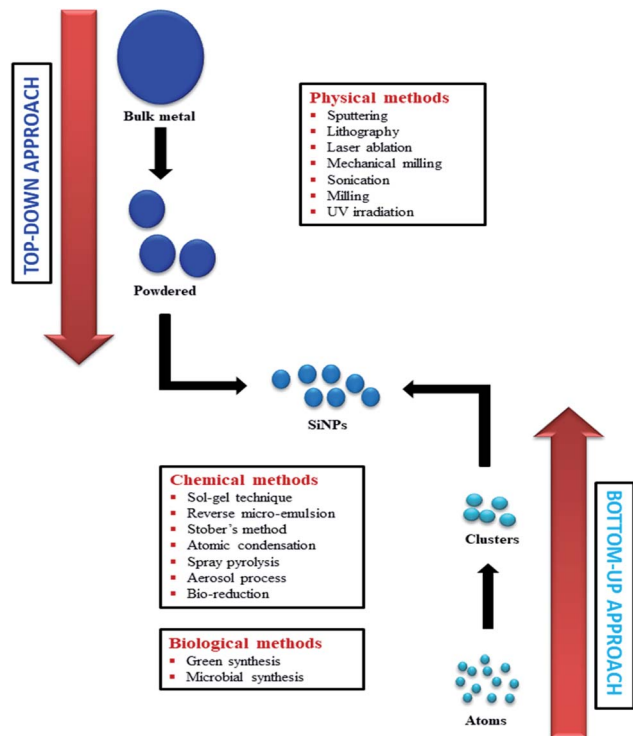 TOP-DOWN APPROACH
Bulk metal
Powdered
Physical methods
Sputtering
Lithography
Laser ablation
Mechanical milling
Sonication
Milling
UV irradiation
SiNPs
Chemical methods
Sol-gel technique
Reverse micro-emulsion
Stober's method
Atomic condensation
Spray pyrolysis
Aerosol process
Bio-reduction
Biological methods
Green synthesis
Microbial synthesis
Clusters
Atoms
BOTTOM-UP APPROACH